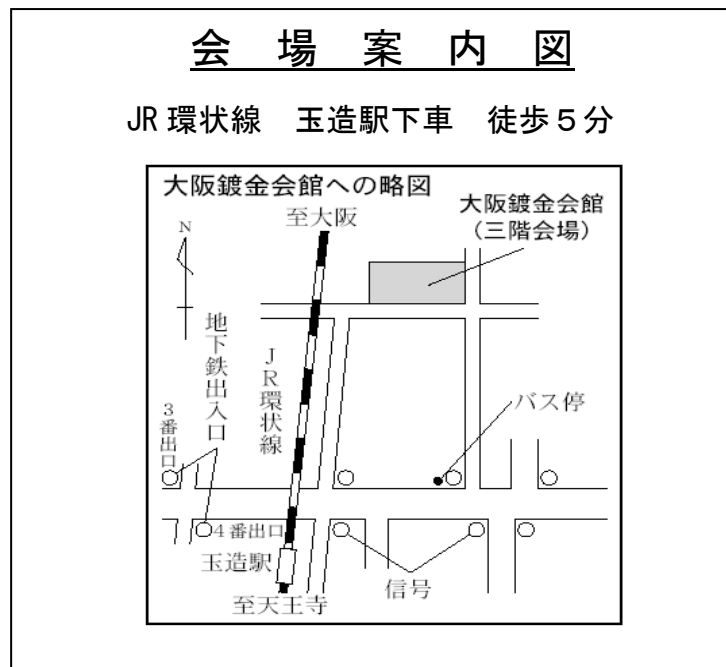 会場案内図
JR環状線　玉造駅下車　徒歩５分
大阪鍍金会館への略図
大阪鍍金会館
（三階会場）
至大阪
N
地下鉄出入口
JR環状線
3番出口
バス停
4番出口
玉造駅
信号
至天王寺